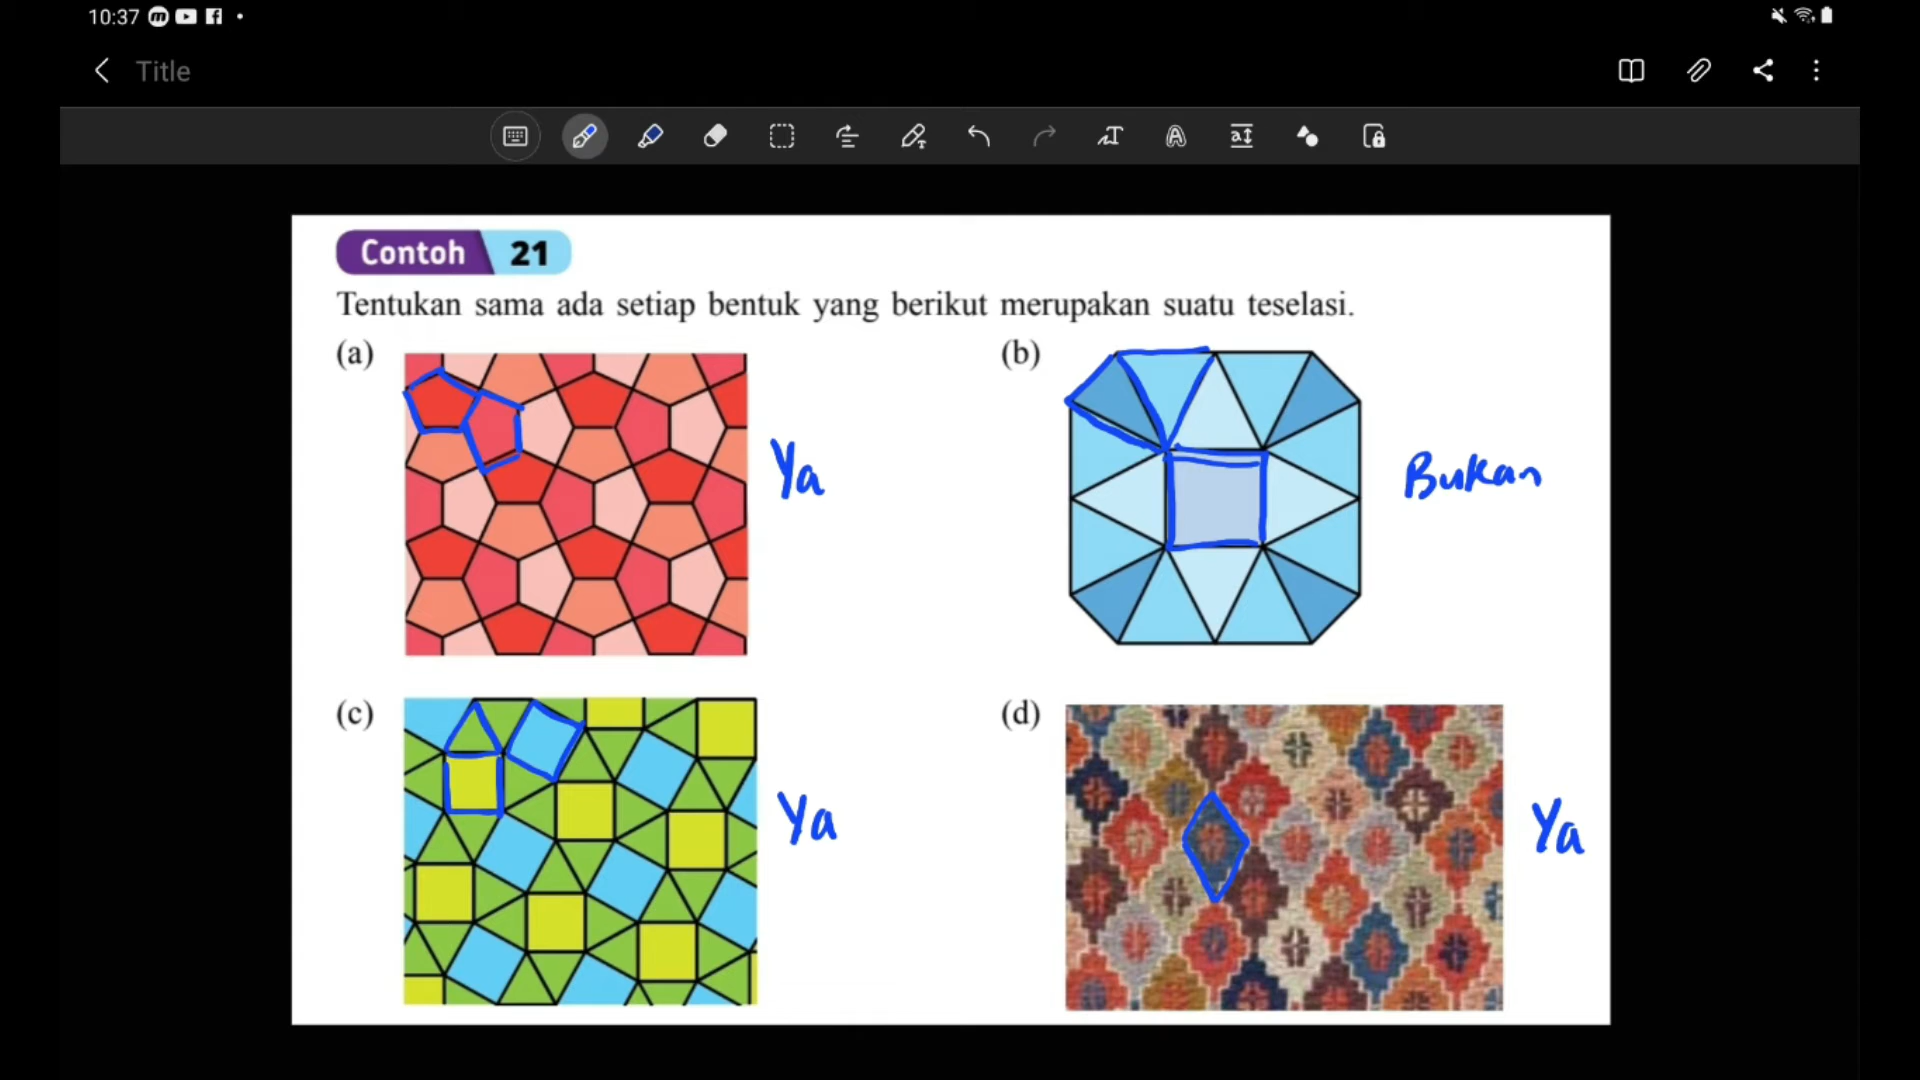 10:37
Title
Contoh 21
Tentukan sama ada setiap bentuk yang berikut merupakan suatu teselasi.
(a)
Ya
(b)
Bukan
(c)
Ya
(d)
Ya